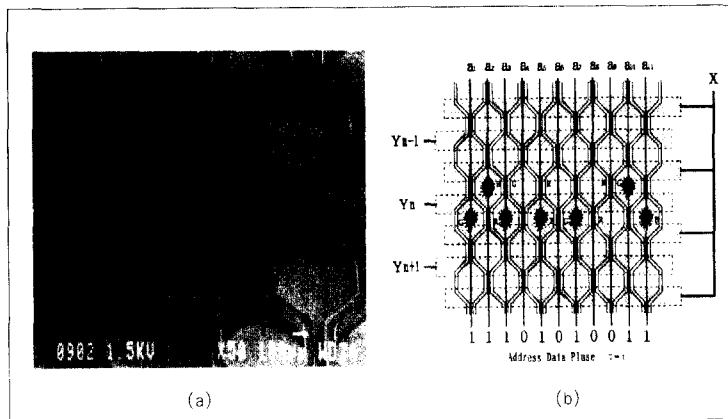 0902 1.5KV X50
(a)
a₁ a₂ a₃ a₄ a₅ a₆ a₇ a₈ a₉ a₁₀ a₁₁
X
Yn-1
Yn
Yn+1
1 1 1 0 1 0 1 0 0 1 1
Address Data Pluse
(b)